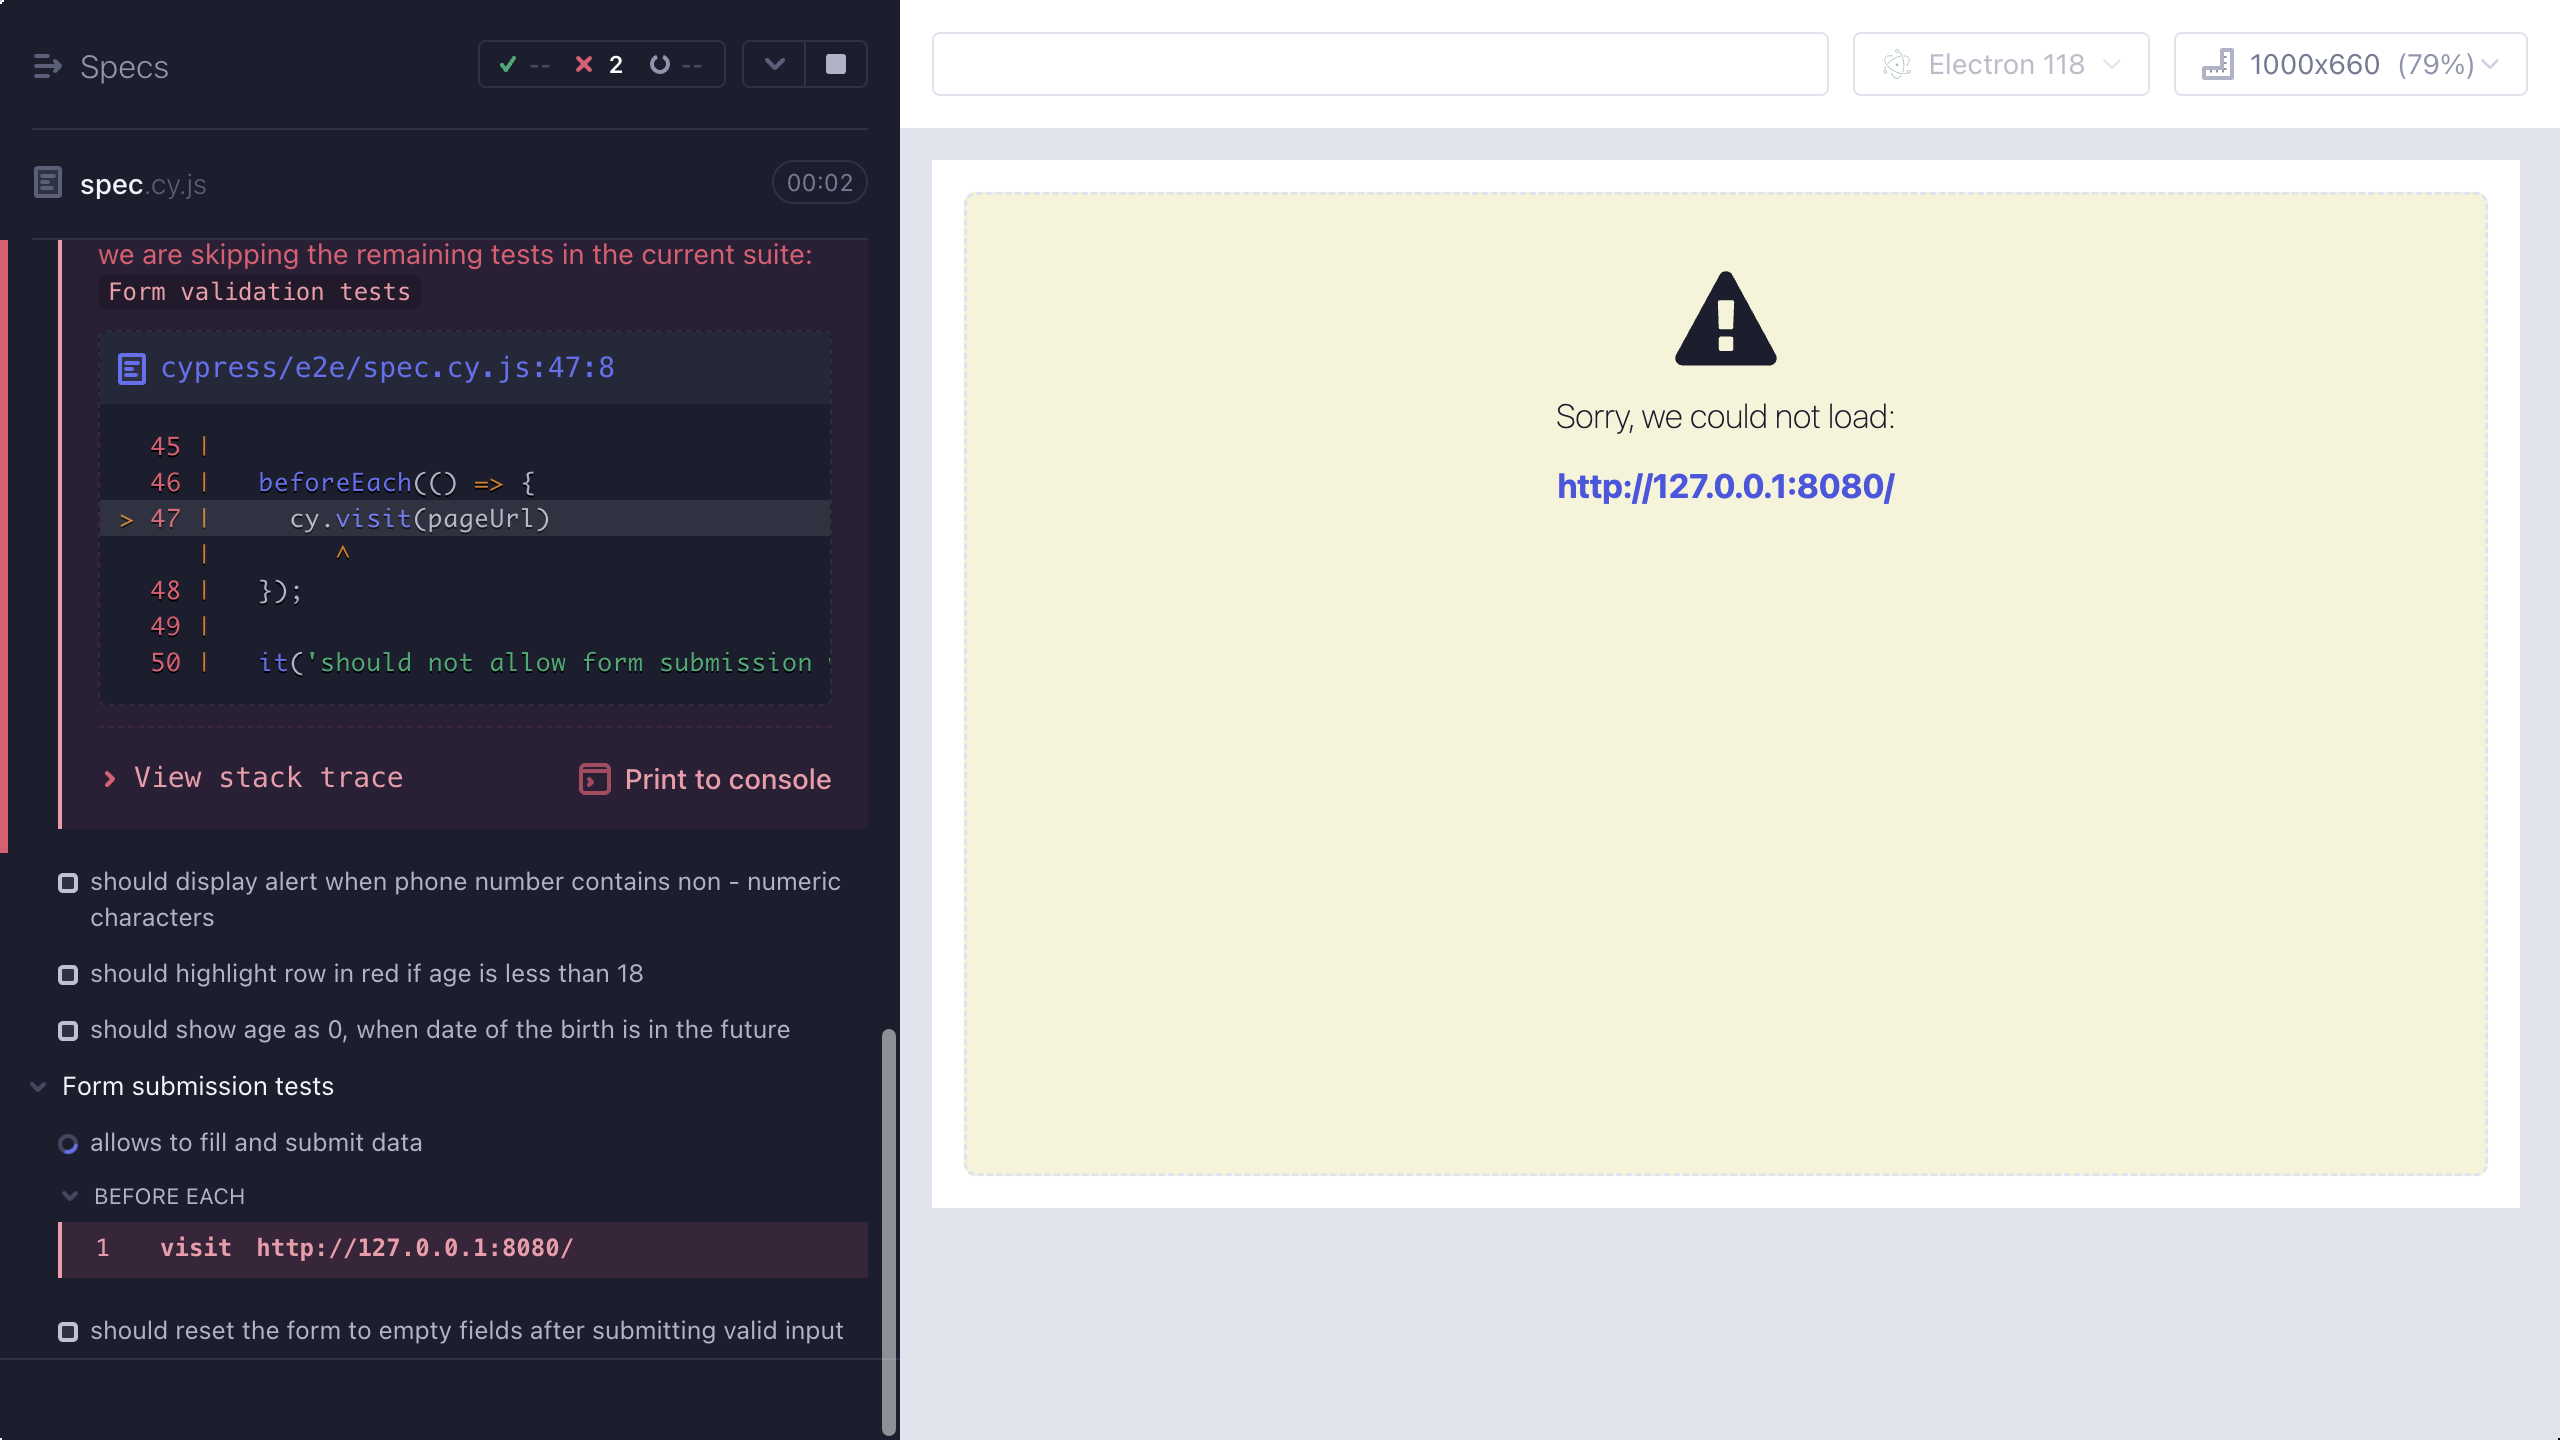 Specs
-- 2 --
spec.cy.js
00:02
we are skipping the remaining tests in the current suite:
Form validation tests
cypress/e2e/spec.cy.js:47:8
45 |
46 | beforeEach(() => {
> 47 | cy.visit(pageUrl)
| ^
48 | });
49 |
50 | it('should not allow form submission
View stack trace
Print to console
should display alert when phone number contains non - numeric
characters
should highlight row in red if age is less than 18
should show age as 0, when date of the birth is in the future
Form submission tests
allows to fill and submit data
BEFORE EACH
1 visit http://127.0.0.1:8080/
should reset the form to empty fields after submitting valid input
Electron 118
1000x660 (79%)
Sorry, we could not load:
http://127.0.0.1:8080/